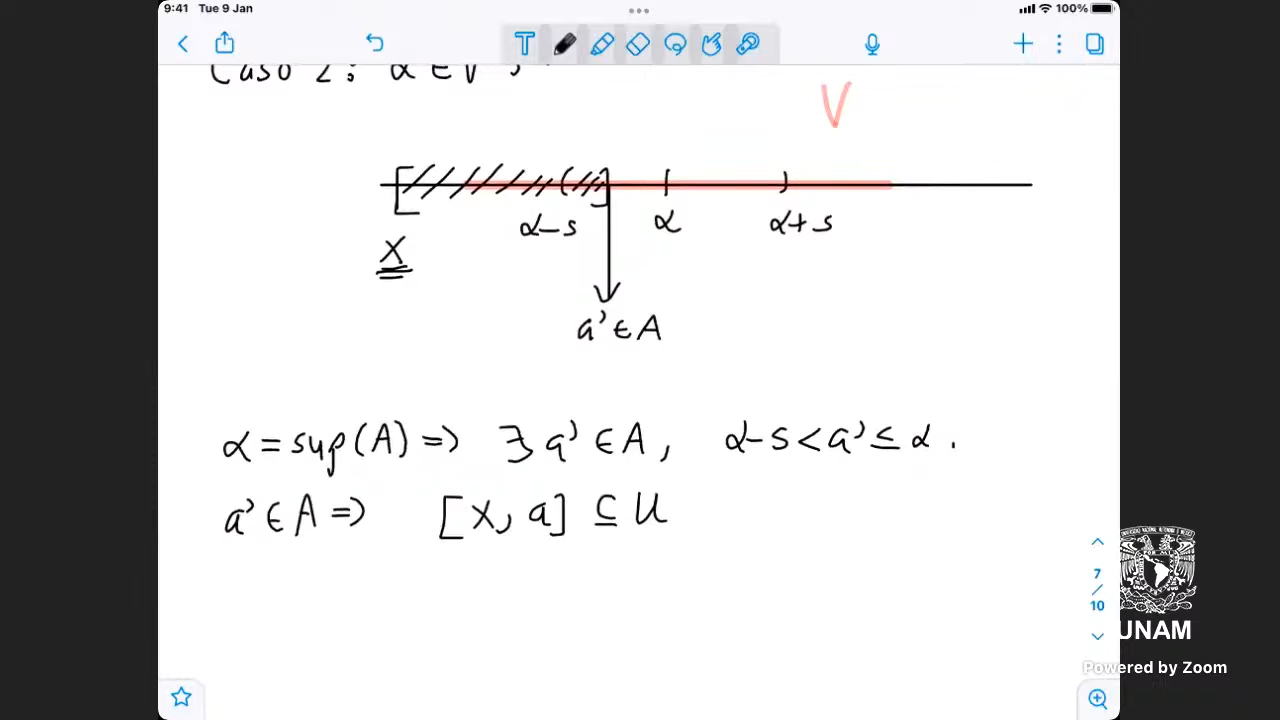 9:41 Tue 9 Jan
100%
Caso 2: α ∈ V,
V
α-s
α
α+s
X
a' ∈ A
α = sup(A) => ∃ a' ∈ A, α-s < a' ≤ α.
a' ∈ A => [x, a] ⊆ U
7
/
10
UNAM
Powered by Zoom